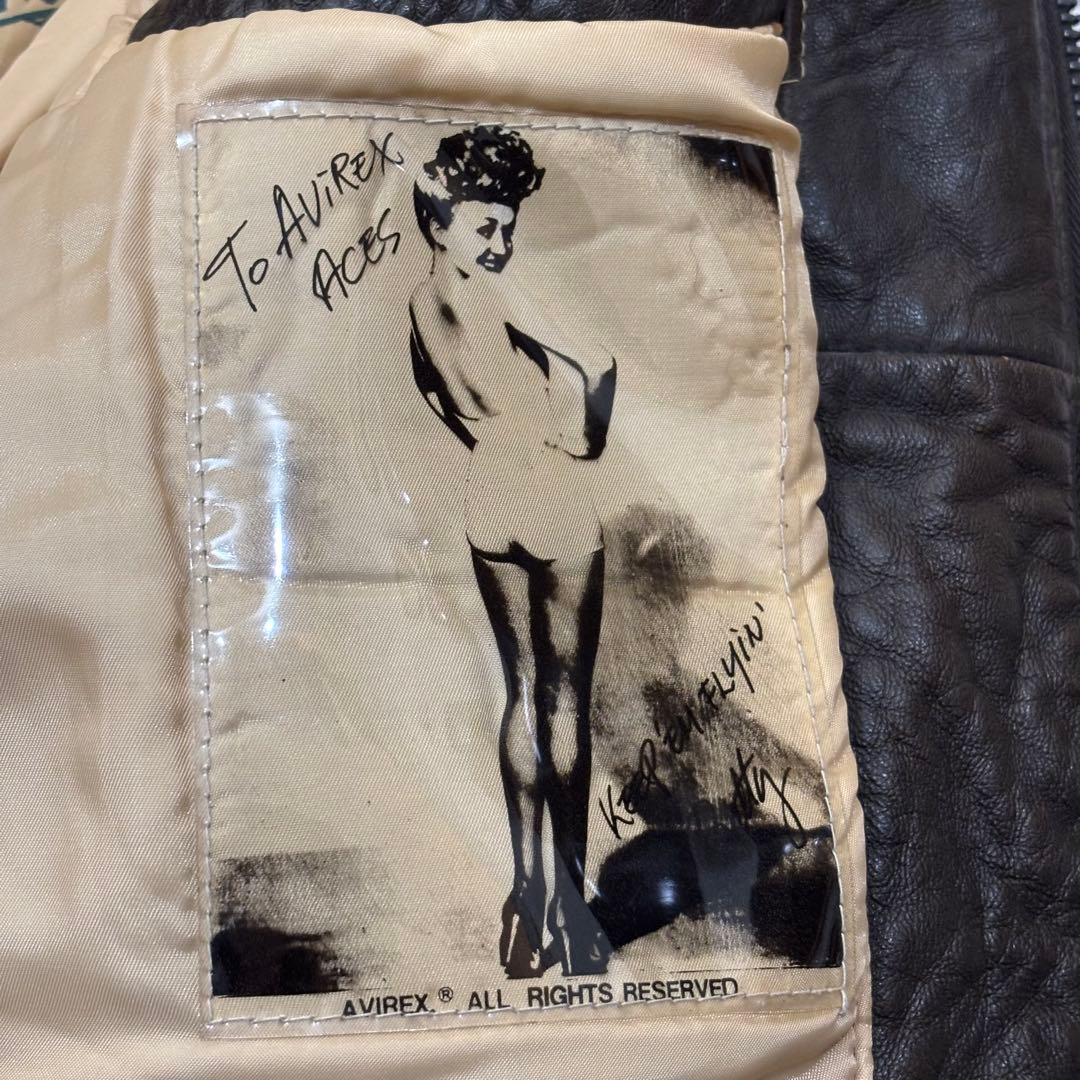 To AViREX
ACES
KEEP 'EM FLYiN'
AVIREX.® ALL RIGHTS RESERVED